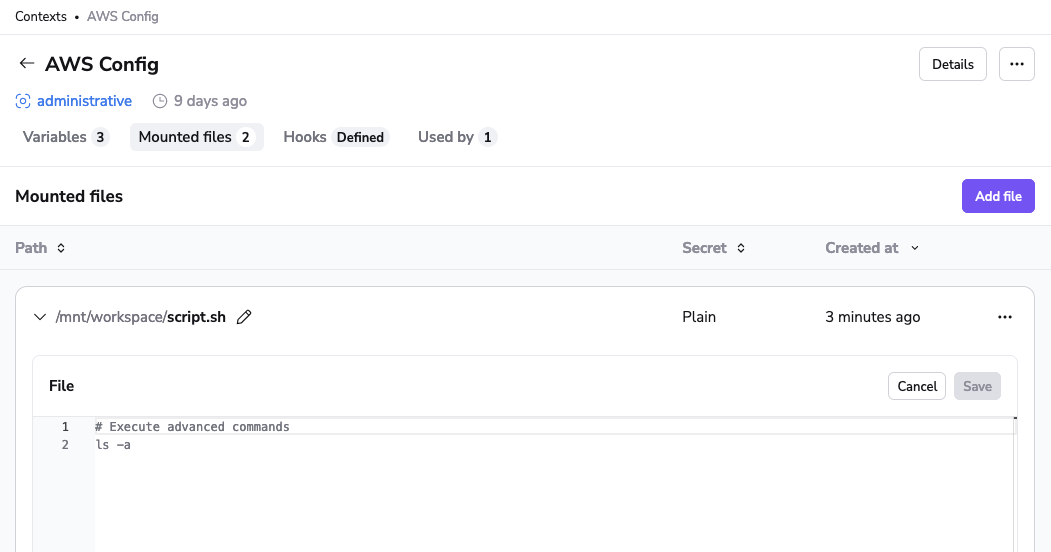 Contexts • AWS Config
← AWS Config
Details
...
administrative 9 days ago
Variables 3 Mounted files 2 Hooks Defined Used by 1
Mounted files
Add file
Path Secret Created at
/mnt/workspace/script.sh Plain 3 minutes ago ...
File
Cancel Save
1 # Execute advanced commands
2 ls -a